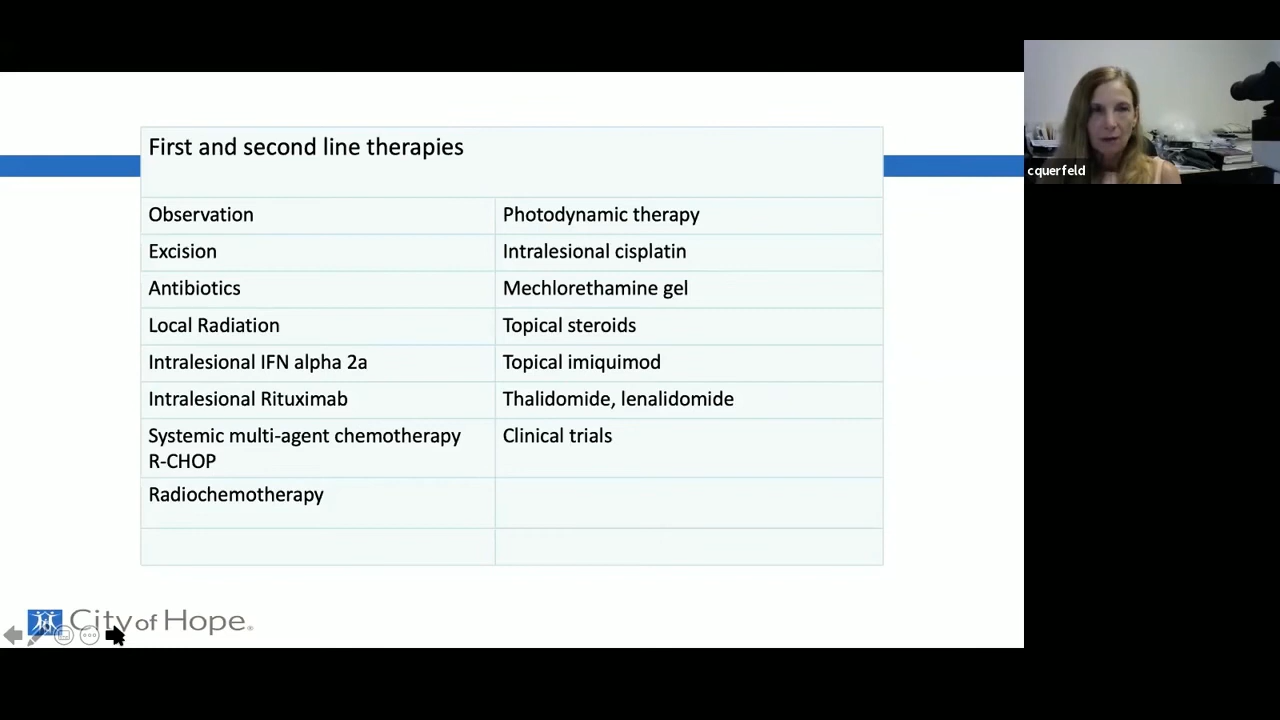 First and second line therapies
Observation
Photodynamic therapy
Excision
Intralesional cisplatin
Antibiotics
Mechlorethamine gel
Local Radiation
Topical steroids
Intralesional IFN alpha 2a
Topical imiquimod
Intralesional Rituximab
Thalidomide, lenalidomide
Systemic multi-agent chemotherapy
R-CHOP
Clinical trials
Radiochemotherapy
City of Hope®
cquerfeld